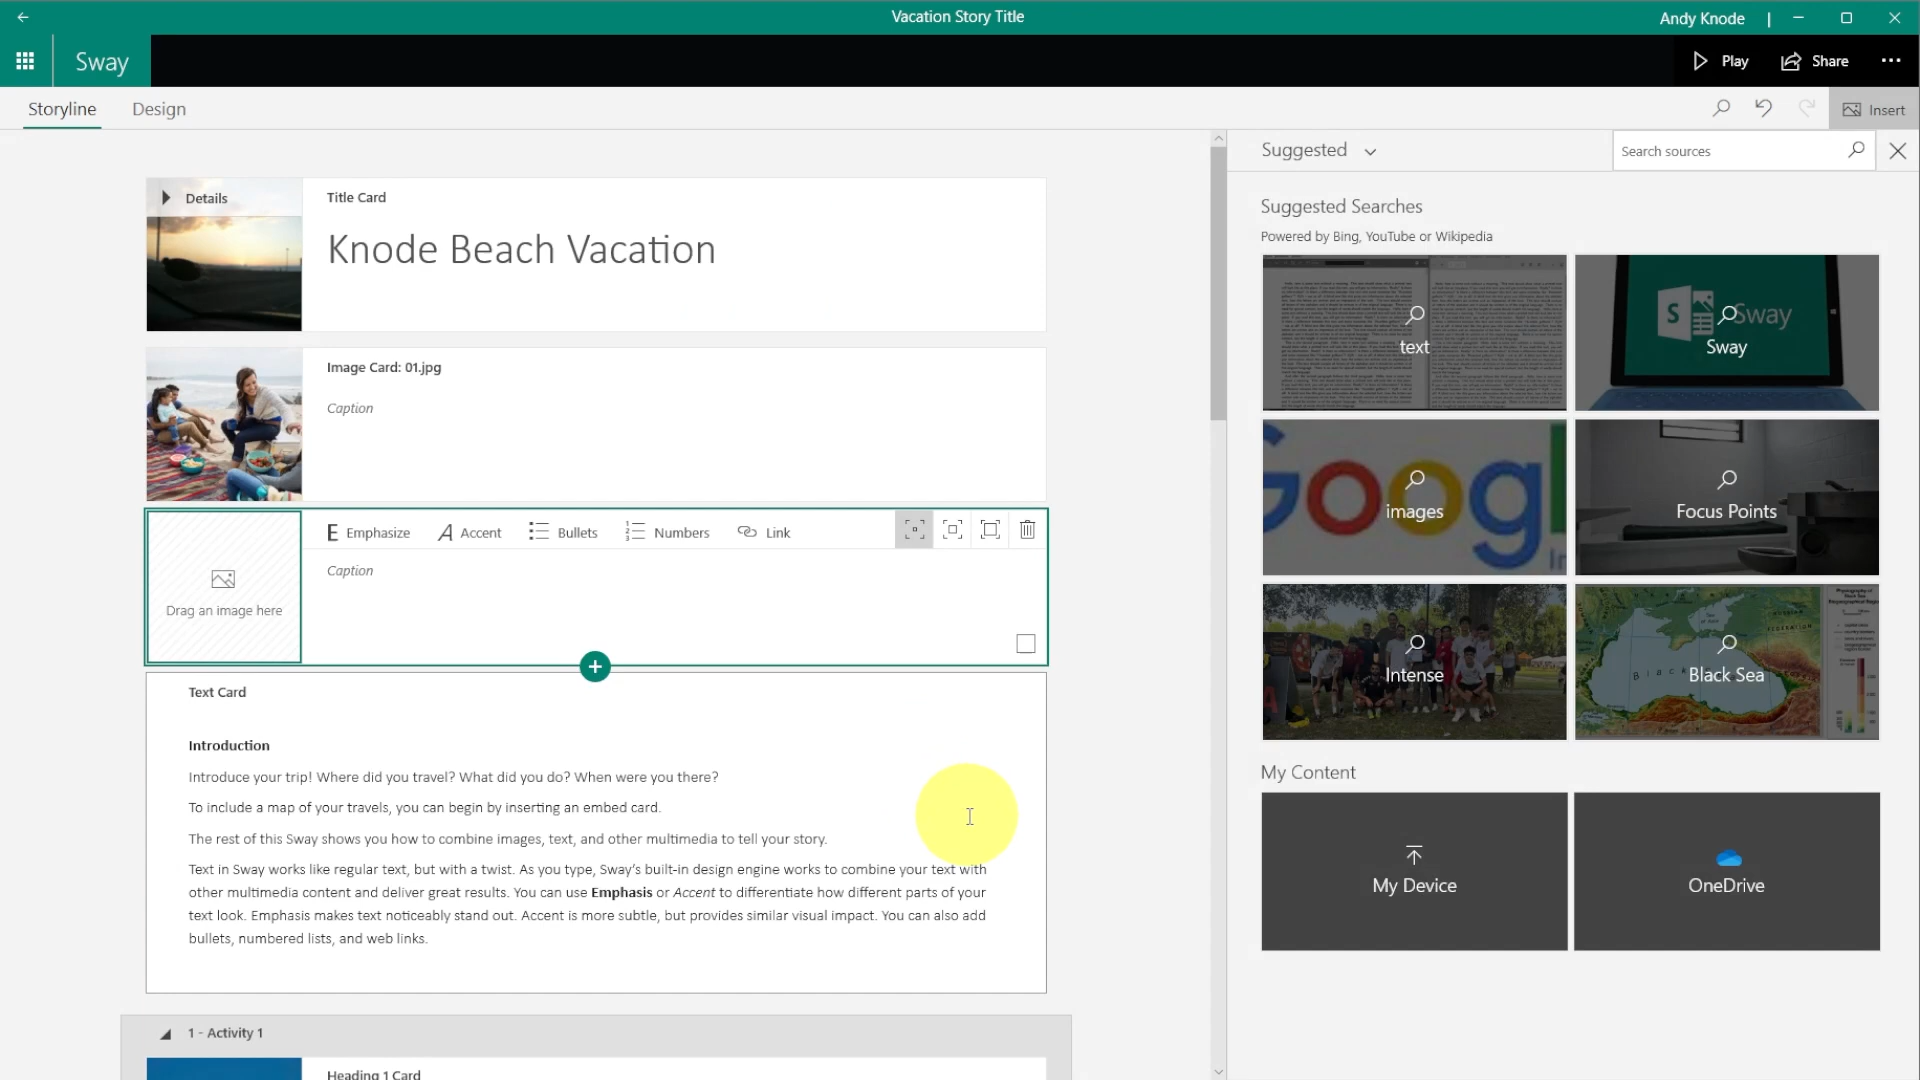 Vacation Story Title
Andy Knode
Sway
Play
Share
Storyline
Design
Insert
Details
Title Card
Knode Beach Vacation
Image Card: 01.jpg
Caption
Emphasize
Accent
Bullets
Numbers
Link
Drag an image here
Caption
Text Card
Introduction
Introduce your trip! Where did you travel? What did you do? When were you there?
To include a map of your travels, you can begin by inserting an embed card.
The rest of this Sway shows you how to combine images, text, and other multimedia to tell your story.
Text in Sway works like regular text, but with a twist. As you type, Sway's built-in design engine works to combine your text with
other multimedia content and deliver great results. You can use Emphasis or Accent to differentiate how different parts of your
text look. Emphasis makes text noticeably stand out. Accent is more subtle, but provides similar visual impact. You can also add
bullets, numbered lists, and web links.
1 - Activity 1
Heading 1 Card
Suggested
Search sources
Suggested Searches
Powered by Bing, YouTube or Wikipedia
text
Sway
Sway
Googl
images
Focus Points
Intense
BLACK SEA
Black Sea
My Content
My Device
OneDrive